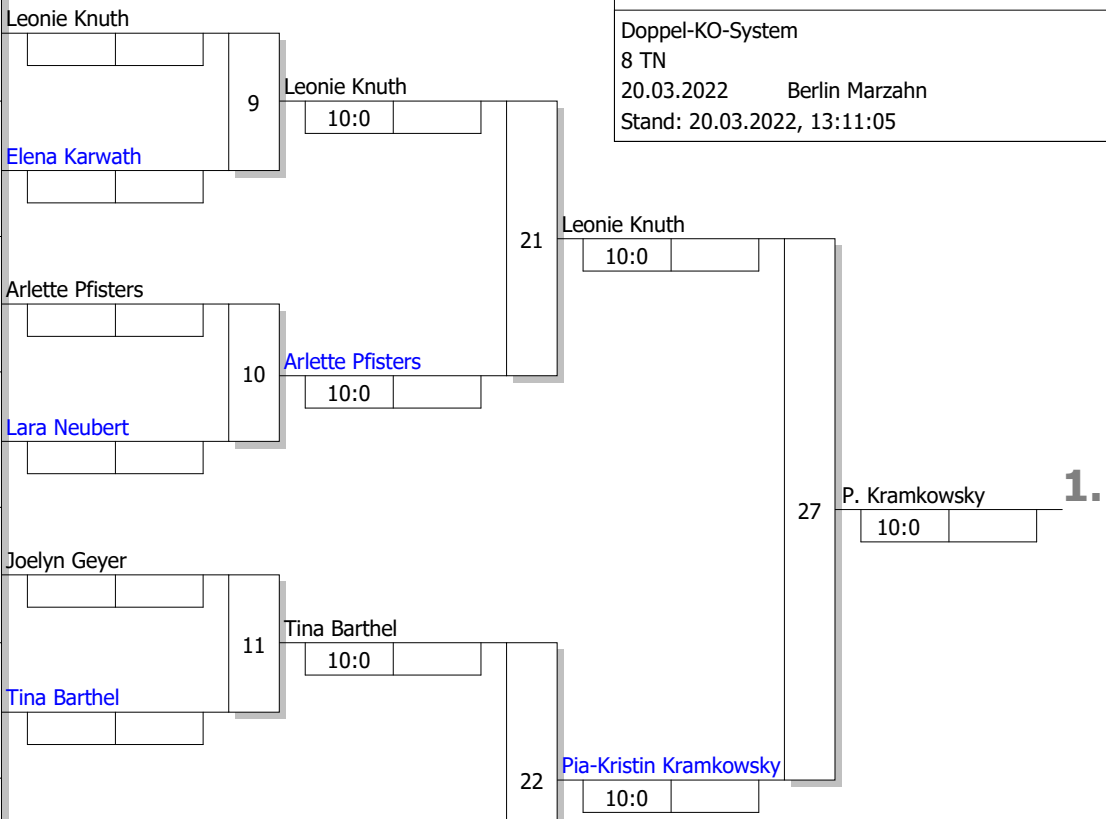 Leonie Knuth
Doppel-KO-System
8 TN
20.03.2022 Berlin Marzahn
Stand: 20.03.2022, 13:11:05
9
Leonie Knuth
10:0
Elena Karwath
21
Leonie Knuth
10:0
Arlette Pfisters
10
Arlette Pfisters
10:0
Lara Neubert
27
P. Kramkowsky
1.
10:0
Joelyn Geyer
11
Tina Barthel
10:0
Tina Barthel
22
Pia-Kristin Kramkowsky
10:0